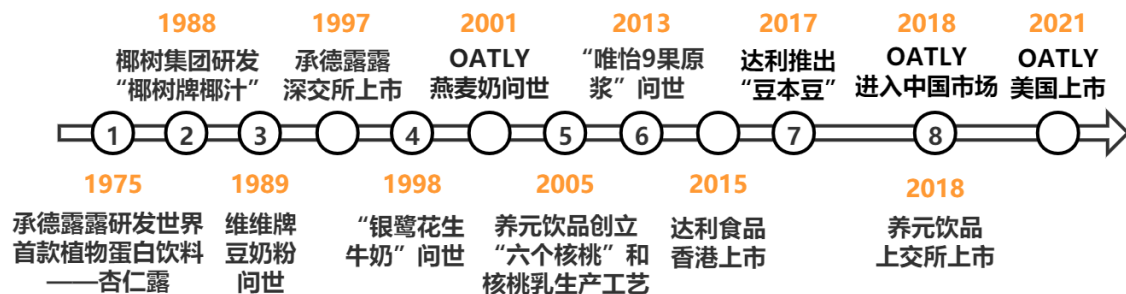 1988
椰树集团研发
“椰树牌椰汁”
1997
承德露露
深交所上市
2001
OATLY
燕麦奶问世
2013
“唯怡9果原
浆”问世
2017
达利推出
“豆本豆”
2018
OATLY
进入中国市场
2021
OATLY
美国上市
1
2
3
4
5
6
7
8
1975
承德露露研发世界
首款植物蛋白饮料
——杏仁露
1989
维维牌
豆奶粉
问世
1998
“银鹭花生
牛奶”问世
2005
养元饮品创立
“六个核桃”和
核桃乳生产工艺
2015
达利食品
香港上市
2018
养元饮品
上交所上市